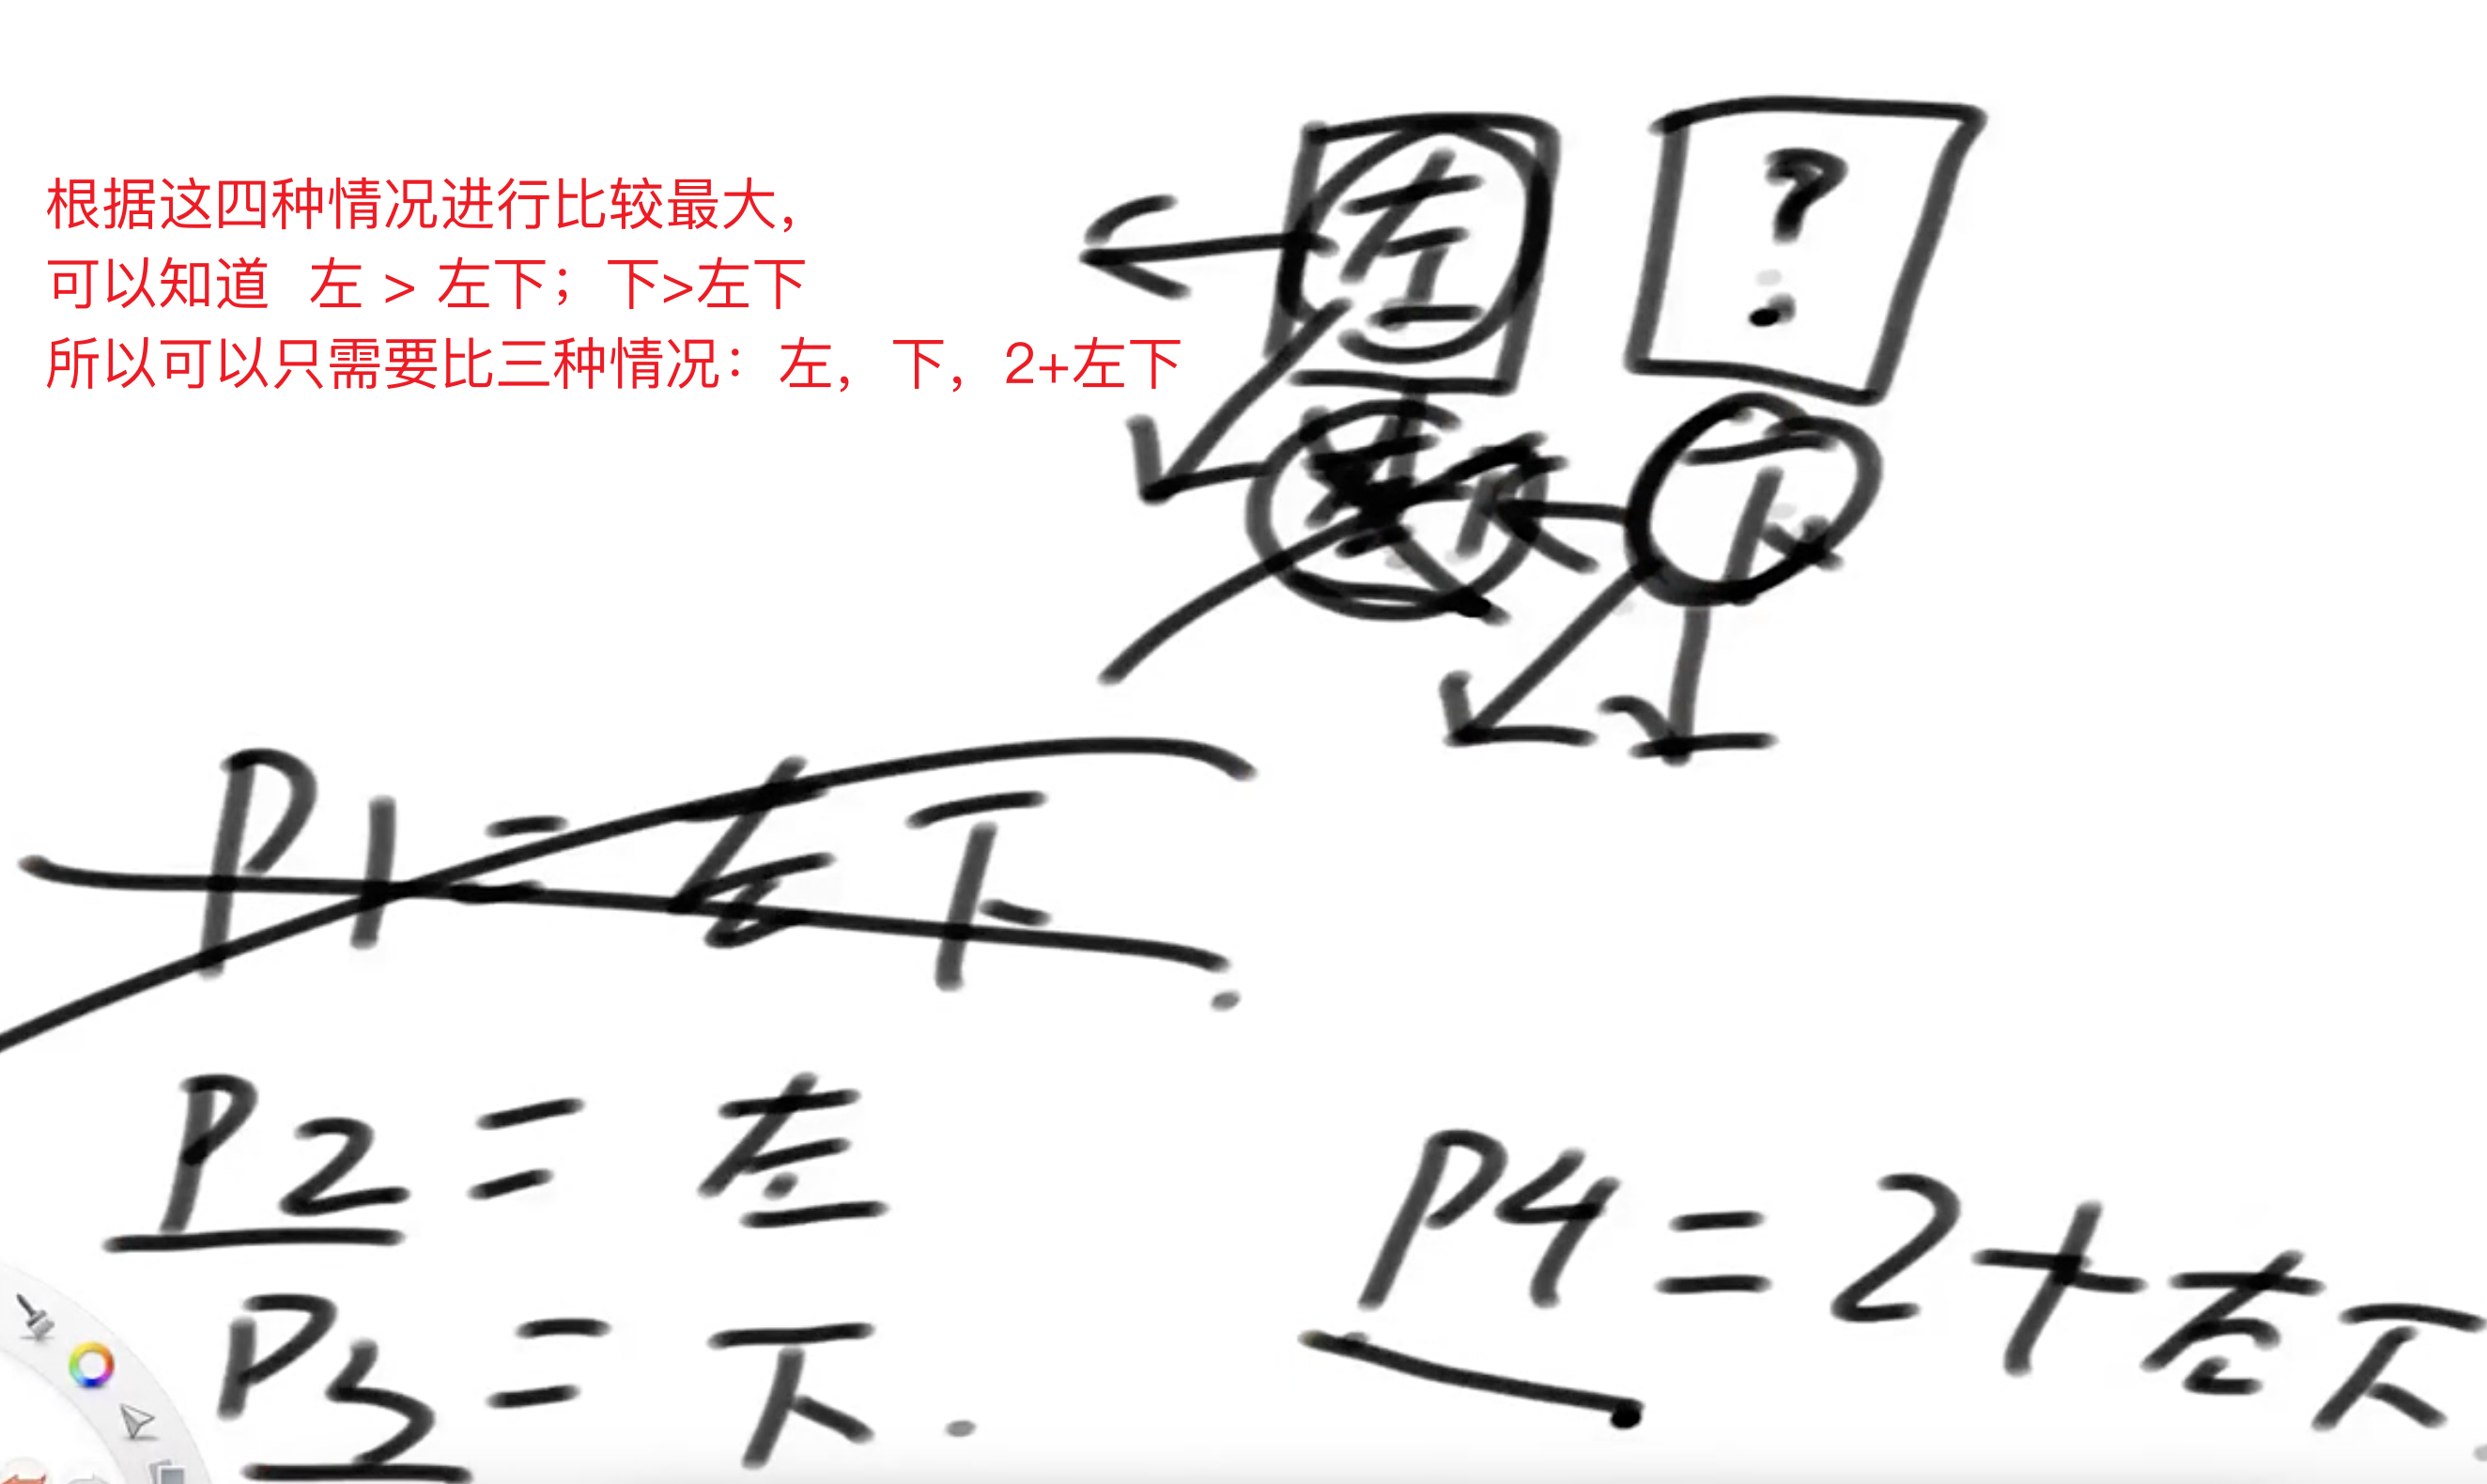 根据这四种情况进行比较最大，
可以知道 左 > 左下；下>左下
所以可以只需要比三种情况：左，下，2+左下
左 ?
下
P1 = 左下
P2 = 左
P3 = 下.
P4 = 2+左下